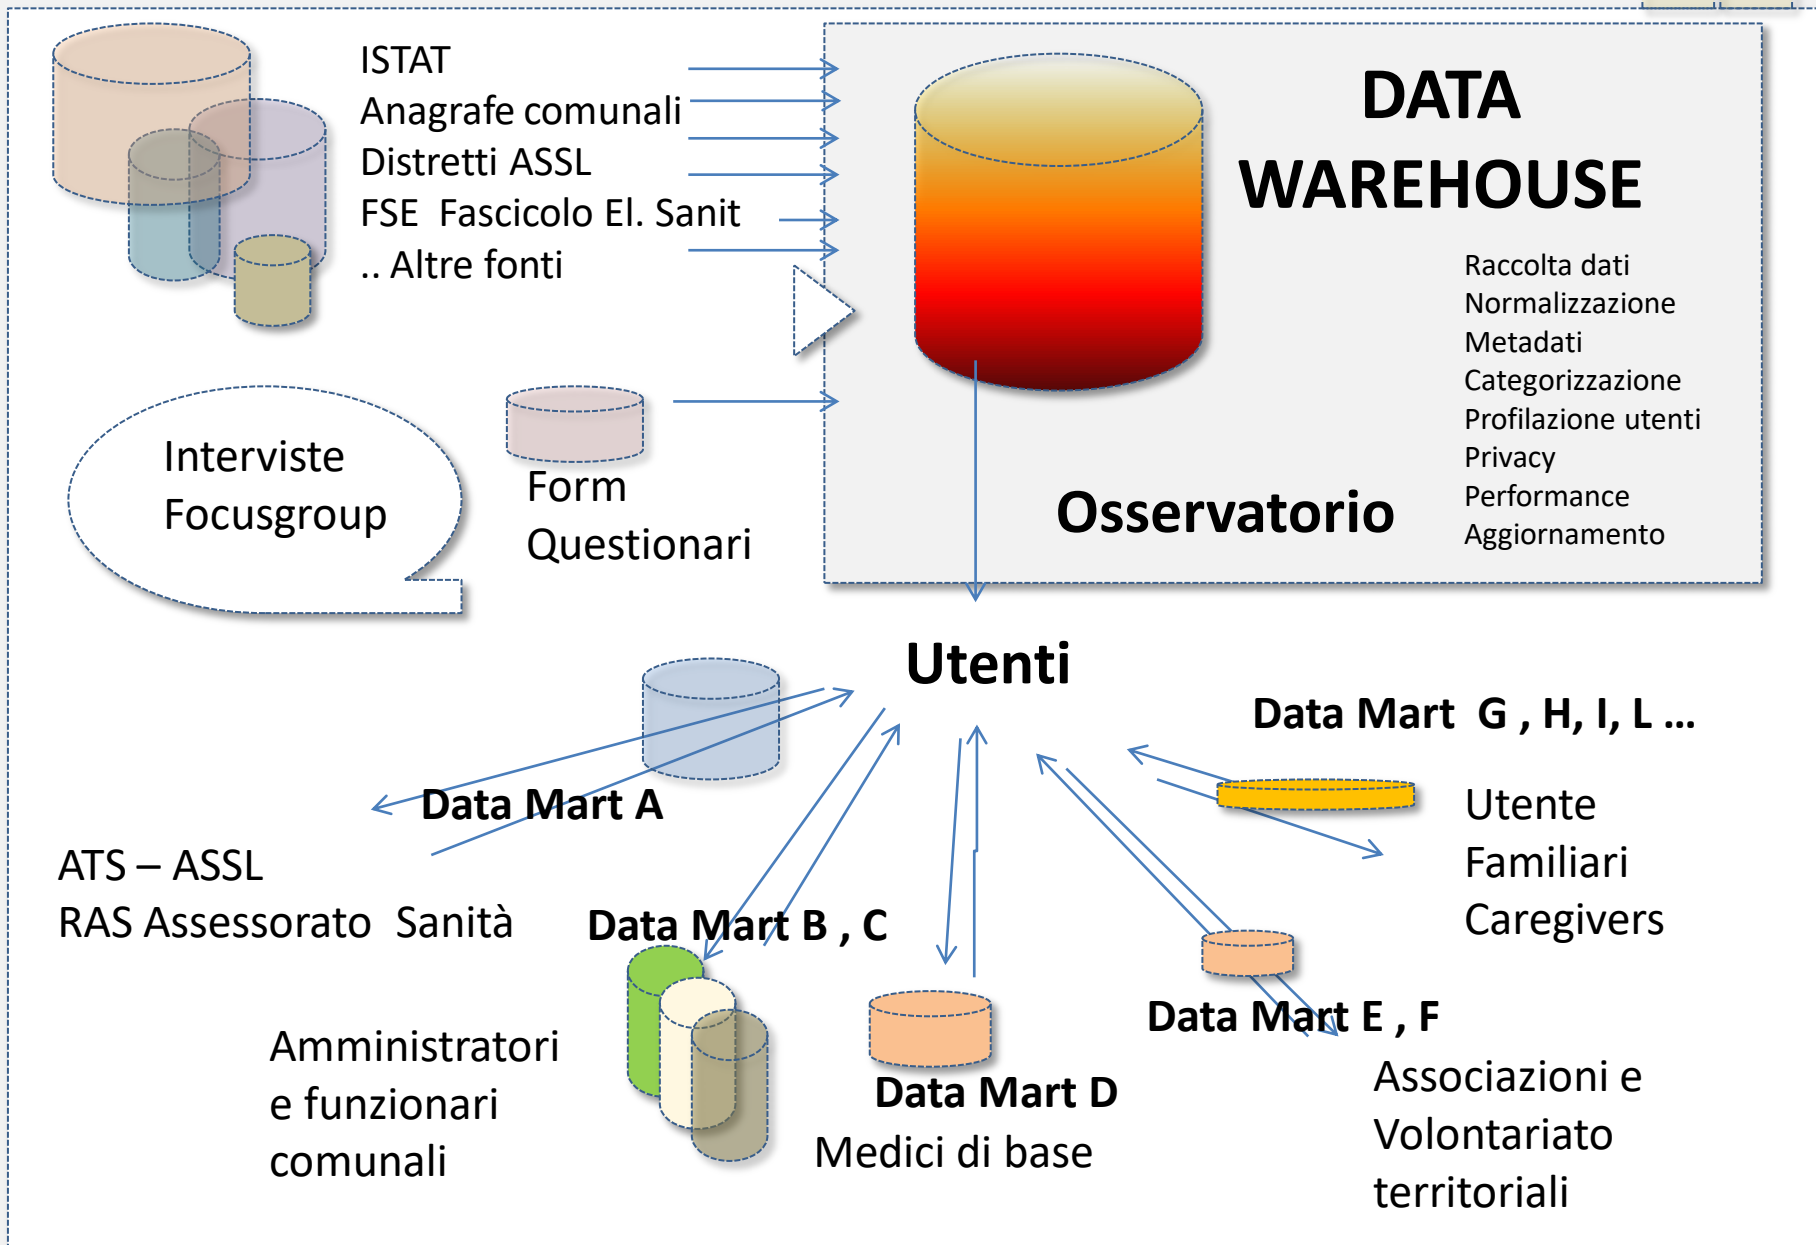 ISTAT
Anagrafe comunali
Distretti ASSL
FSE  Fascicolo El. Sanit
.. Altre fonti
DATA
WAREHOUSE
Raccolta dati
Normalizzazione
Metadati
Categorizzazione
Profilazione utenti
Privacy
Performance
Aggiornamento
Osservatorio
Interviste
Focusgroup
Form
Questionari
Utenti
Data Mart A
ATS – ASSL
RAS Assessorato  Sanità
Data Mart B , C
Amministratori
e funzionari
comunali
Data Mart D
Medici di base
Data Mart E , F
Associazioni e
Volontariato
territoriali
Data Mart  G , H, I, L ...
Utente
Familiari
Caregivers